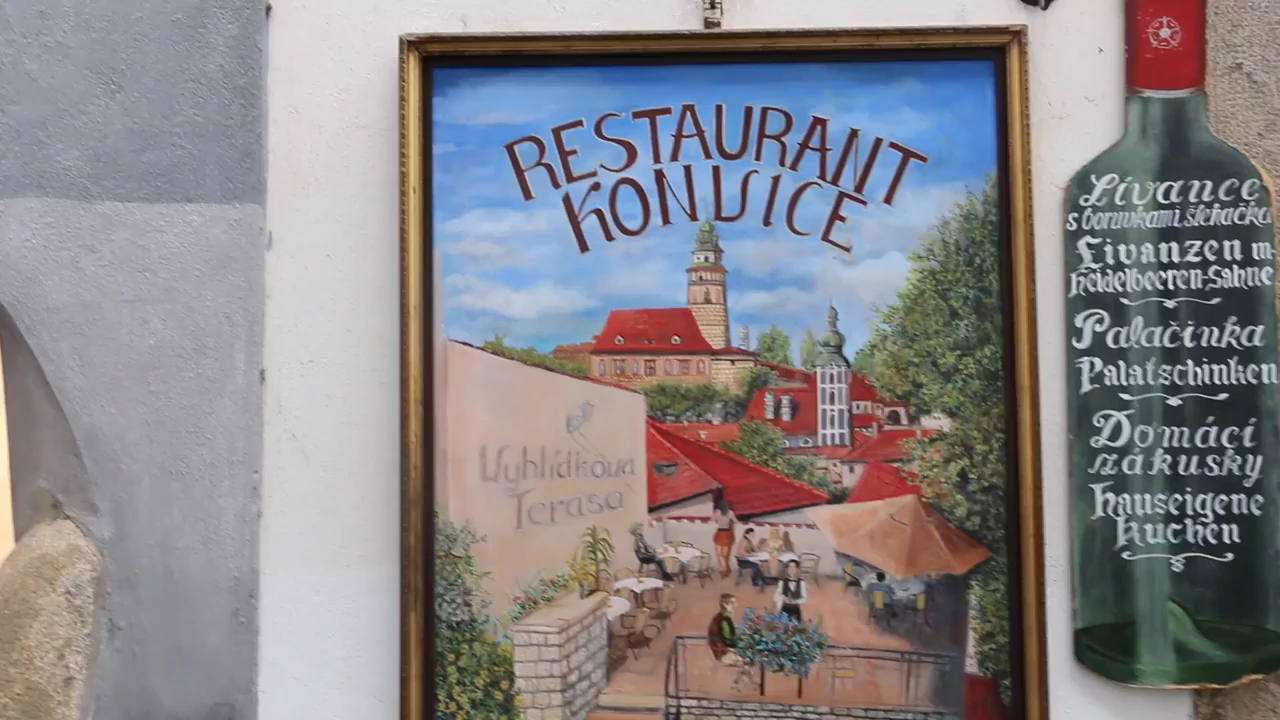 RESTAURANT
KONVICE
Vyhlídková
Terasa
Lívance
s borůvkami, šlehačka
Livanzen m.
heidelbeeren-Sahne
Palačinka
Palatschinken
Domácí
zákusky
hauseigene
kuchen